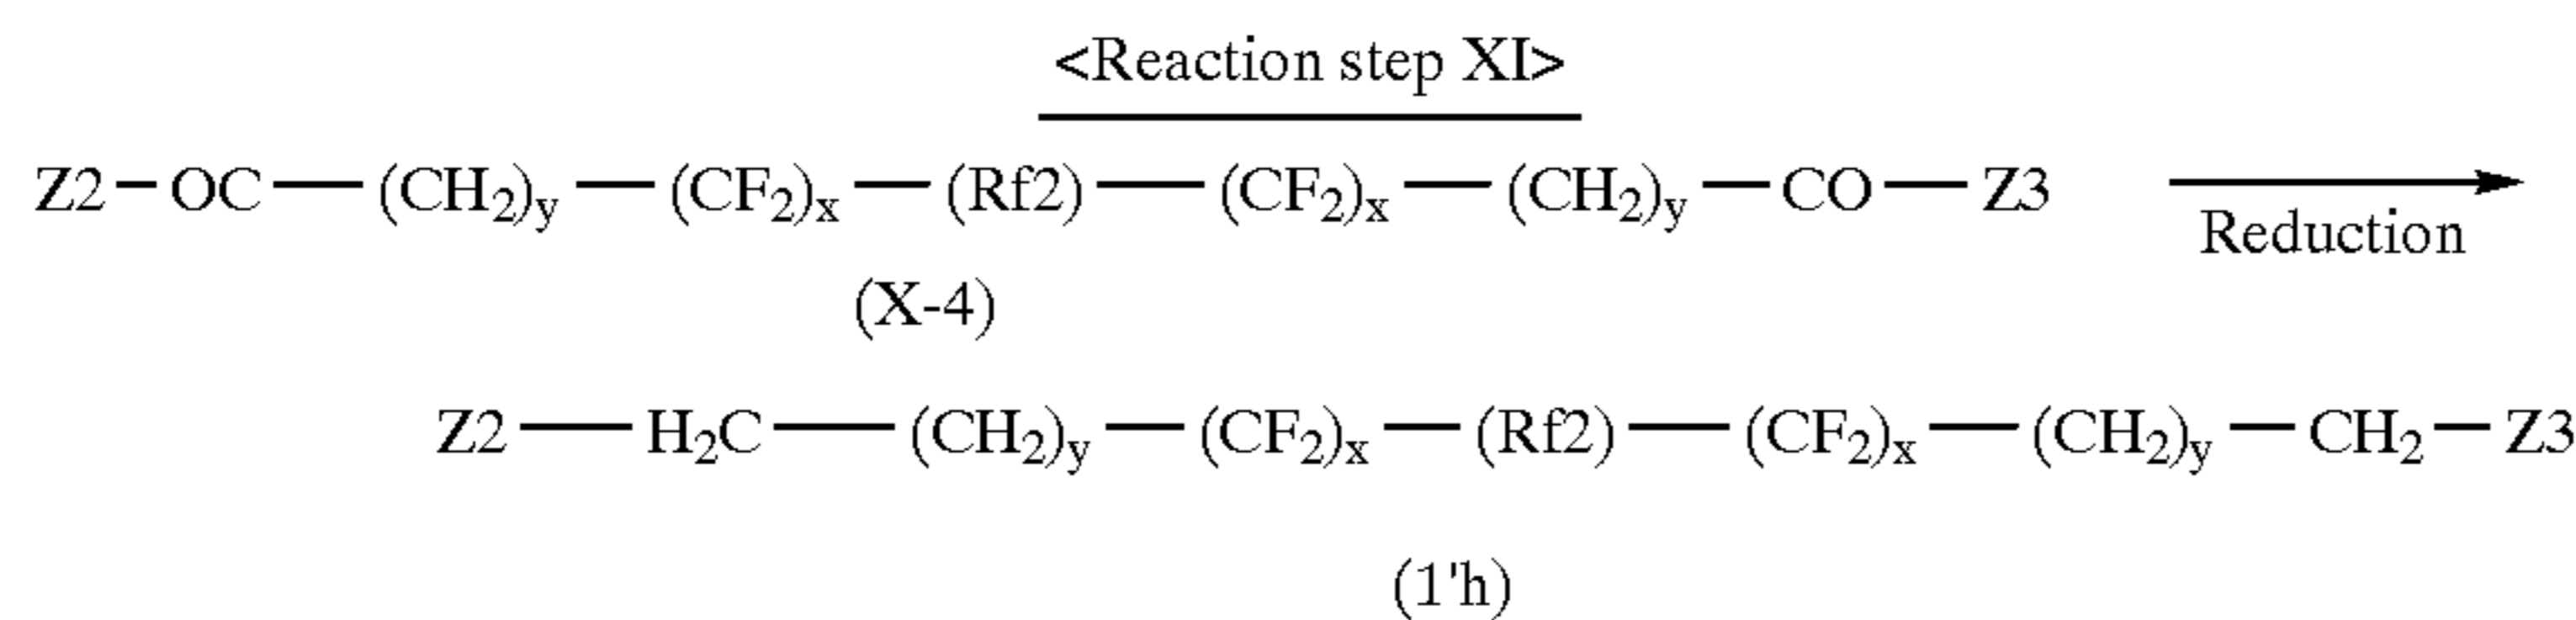 <Reaction step XI>
Z2—OC—(CH₂)y—(CF₂)x—(Rf2)—(CF₂)x—(CH₂)y—CO—Z3 ⟶
Reduction
(X-4)
Z2—H₂C—(CH₂)y—(CF₂)x—(Rf2)—(CF₂)x—(CH₂)y—CH₂—Z3
(1'h)